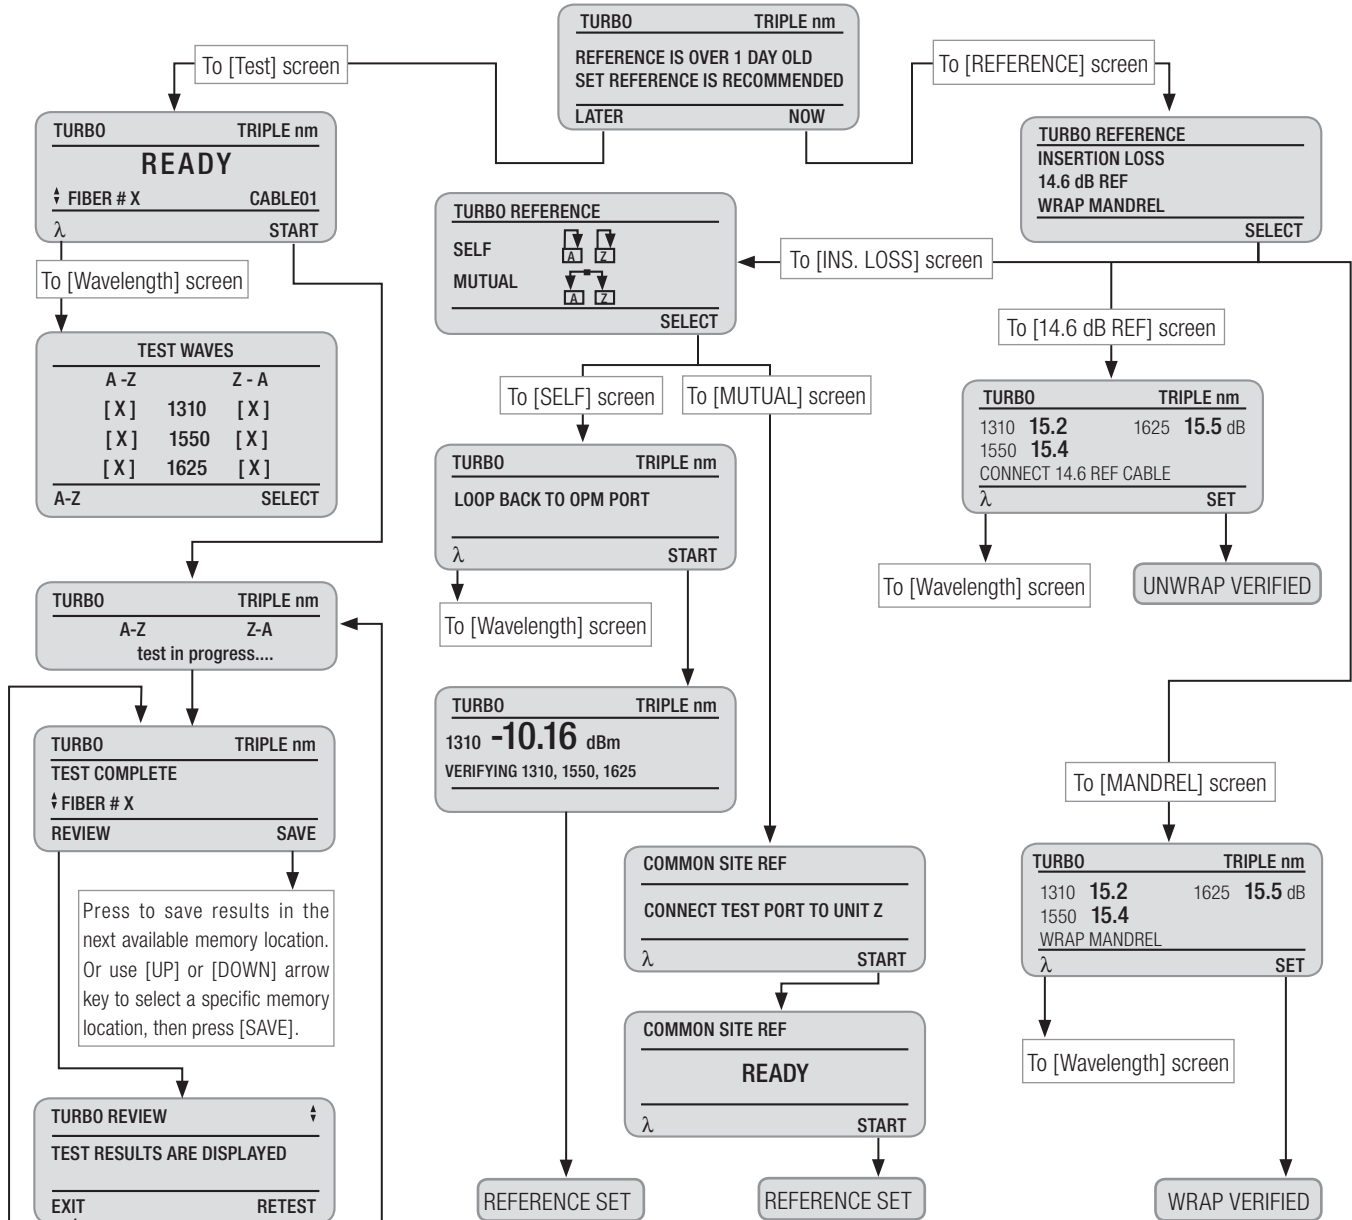 TURBO TRIPLE nm
REFERENCE IS OVER 1 DAY OLD
SET REFERENCE IS RECOMMENDED
LATER NOW
To [Test] screen
To [REFERENCE] screen
TURBO TRIPLE nm
READY
FIBER # X CABLE01
λ START
To [Wavelength] screen
TEST WAVES
A -Z Z - A
[ X ] 1310 [ X ]
[ X ] 1550 [ X ]
[ X ] 1625 [ X ]
A-Z SELECT
TURBO TRIPLE nm
A-Z Z-A
test in progress....
TURBO TRIPLE nm
TEST COMPLETE
FIBER # X
REVIEW SAVE
Press to save results in the
next available memory location.
Or use [UP] or [DOWN] arrow
key to select a specific memory
location, then press [SAVE].
TURBO REVIEW
TEST RESULTS ARE DISPLAYED
EXIT RETEST
TURBO REFERENCE
INSERTION LOSS
14.6 dB REF
WRAP MANDREL
SELECT
To [INS. LOSS] screen
TURBO REFERENCE
SELF A Z
MUTUAL A Z
SELECT
To [SELF] screen
To [MUTUAL] screen
TURBO TRIPLE nm
LOOP BACK TO OPM PORT
λ START
To [Wavelength] screen
TURBO TRIPLE nm
1310 -10.16 dBm
VERIFYING 1310, 1550, 1625
REFERENCE SET
COMMON SITE REF
CONNECT TEST PORT TO UNIT Z
λ START
COMMON SITE REF
READY
λ START
REFERENCE SET
To [14.6 dB REF] screen
TURBO TRIPLE nm
1310 15.2 1625 15.5 dB
1550 15.4
CONNECT 14.6 REF CABLE
λ SET
To [Wavelength] screen
UNWRAP VERIFIED
To [MANDREL] screen
TURBO TRIPLE nm
1310 15.2 1625 15.5 dB
1550 15.4
WRAP MANDREL
λ SET
To [Wavelength] screen
WRAP VERIFIED